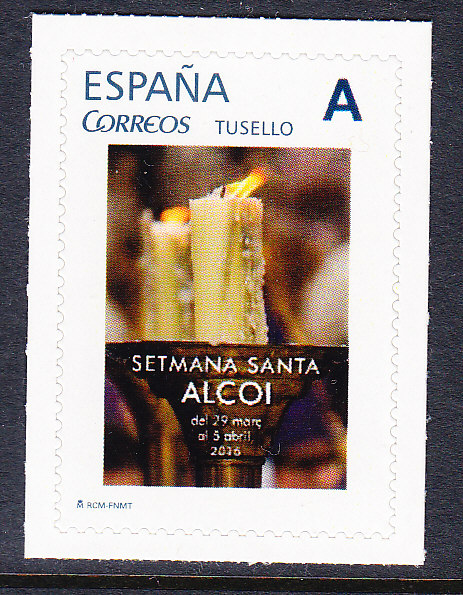 ESPAÑA A
CORREOS TUSELLO
SETMANA SANTA
ALCOI
del 29 març
al 5 abril
2016
M RCM-FNMT